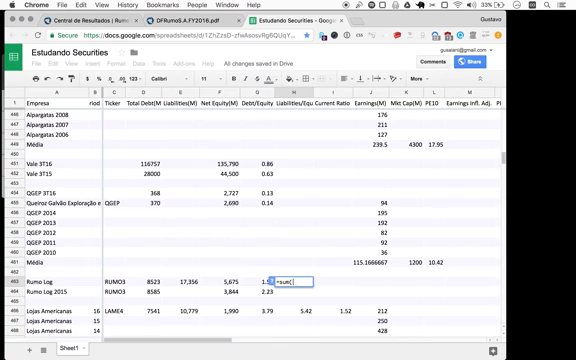 Chrome File Edit View History Bookmarks People Window Help 33%
Central de Resultados | Rumo
DFRumoS.A.FY2016.pdf
Estudando Securities - Google
Gustavo
Secure https://docs.google.com/spreadsheets/d/
Estudando Securities
gusaiani@gmail.com
File Edit View Insert Format Data Tools Add-ons Help All changes saved in Drive
Comments Share
$ % .0 .00 123 Calibri 11 More
A B C D E F G H I J K L M
1 Empresa riod Ticker Total Debt(M) Liabilities(M) Net Equity(M) Debt/Equity Liabilities/Equ Current Ratio Earnings(M) Mkt Cap(M) PE10 Earnings Infl. Adj.
446 Alpargatas 2008 176
447 Alpargatas 2007 211
448 Alpargatas 2006 127
449 Média 239.5 4300 17.95
450
451 Vale 3T16 116757 135,790 0.86
452 Vale 3T15 28000 44,500 0.63
453
454 QGEP 3T16 368 2,727 0.13
455 Queiroz Galvão Exploração e QGEP 370 2,690 0.14 94
456 QGEP 2014 195
457 QGEP 2013 192
458 QGEP 2012 82
459 QGEP 2011 92
460 QGEP 2010 36
461 Média 115.1666667 1200 10.42
462
463 Rumo Log RUMO3 8523 17,356 5,675 =sum(
464 Rumo Log 2015 RUMO3 8585 3,844 2.23
465
466 Lojas Americanas 16 LAME4 7541 10,779 1,990 3.79 5.42 1.52 212
467 Lojas Americanas 15 250
468 Lojas Americanas 14 428
Sheet1